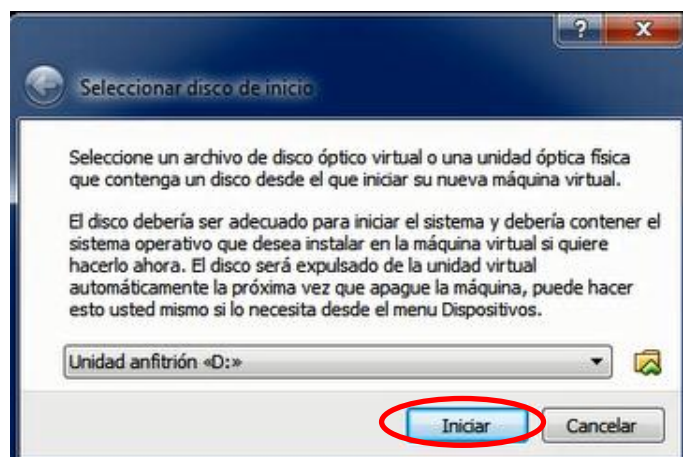 Seleccionar disco de inicio
Seleccione un archivo de disco óptico virtual o una unidad óptica física
que contenga un disco desde el que iniciar su nueva máquina virtual.
El disco debería ser adecuado para iniciar el sistema y debería contener el
sistema operativo que desea instalar en la máquina virtual si quiere
hacerlo ahora. El disco será expulsado de la unidad virtual
automáticamente la próxima vez que apague la máquina, puede hacer
esto usted mismo si lo necesita desde el menu Dispositivos.
Unidad anfitrión «D:»
Iniciar Cancelar